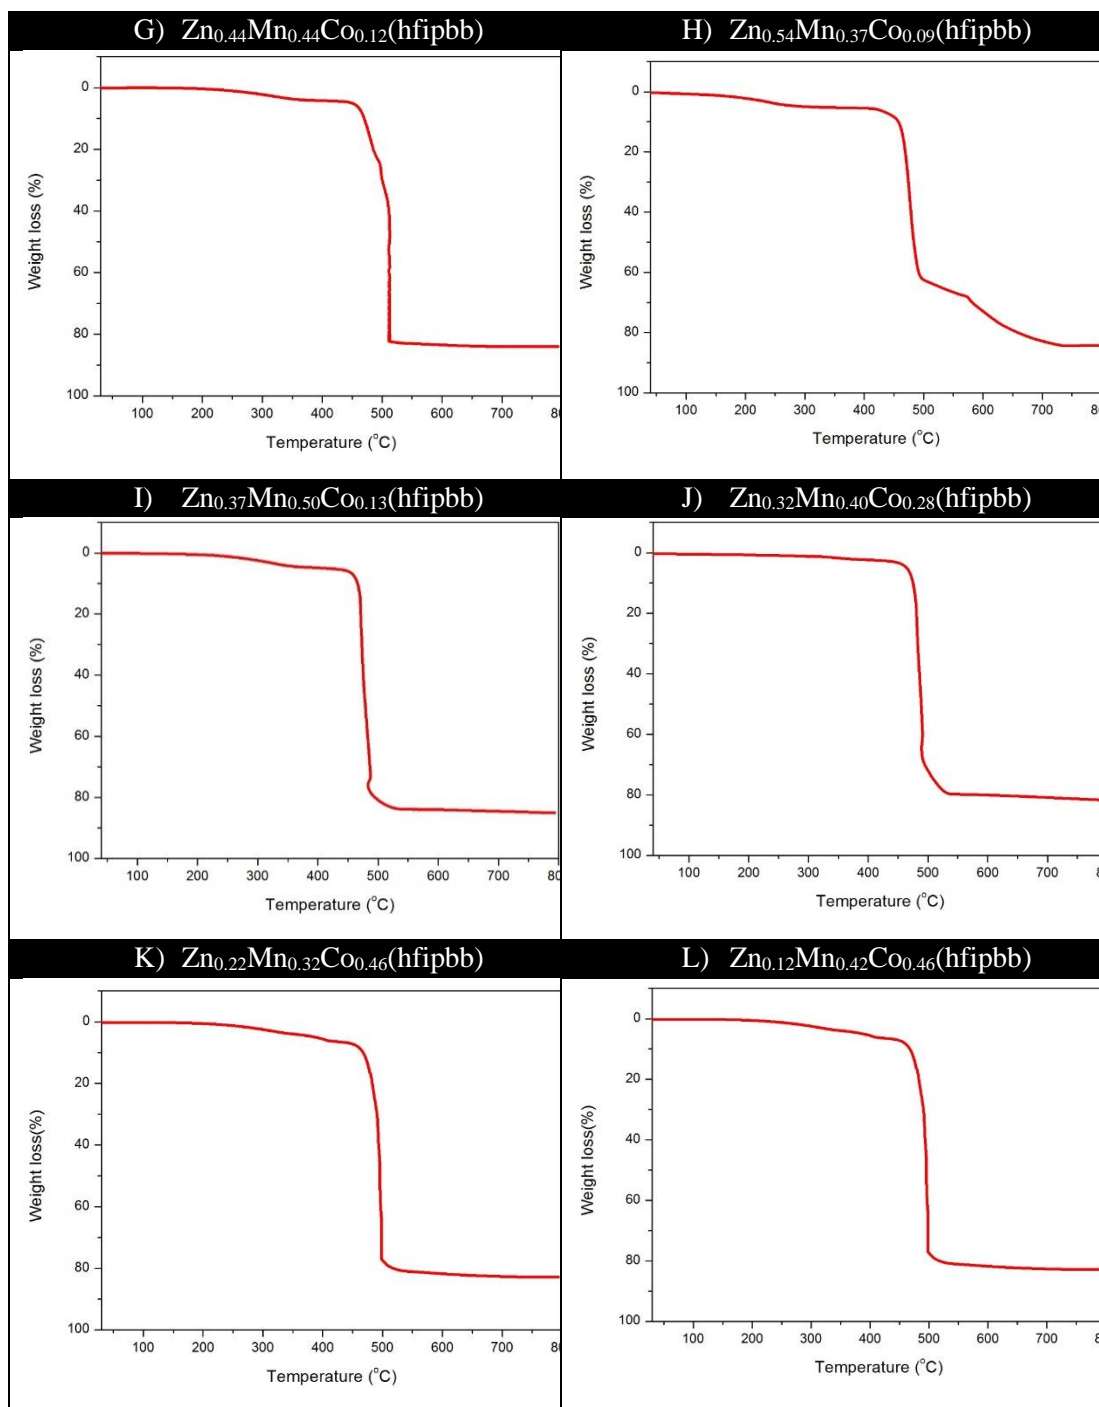 G) Zn0.44Mn0.44Co0.12(hfipbb)
H) Zn0.54Mn0.37Co0.09(hfipbb)
0
20
40
60
80
100
Weight loss (%)
100 200 300 400 500 600 700 80
Temperature (°C)
0
20
40
60
80
100
Weight loss (%)
100 200 300 400 500 600 700 80
Temperature (°C)
I) Zn0.37Mn0.50Co0.13(hfipbb)
J) Zn0.32Mn0.40Co0.28(hfipbb)
0
20
40
60
80
100
Weight loss (%)
100 200 300 400 500 600 700 80
Temperature (°C)
0
20
40
60
80
100
Weight loss (%)
100 200 300 400 500 600 700 8
Temperature (°C)
K) Zn0.22Mn0.32Co0.46(hfipbb)
L) Zn0.12Mn0.42Co0.46(hfipbb)
0
20
40
60
80
100
Weight loss(%)
100 200 300 400 500 600 700 80
Temperature (°C)
0
20
40
60
80
100
Weight loss(%)
100 200 300 400 500 600 700 8
Temperature (°C)